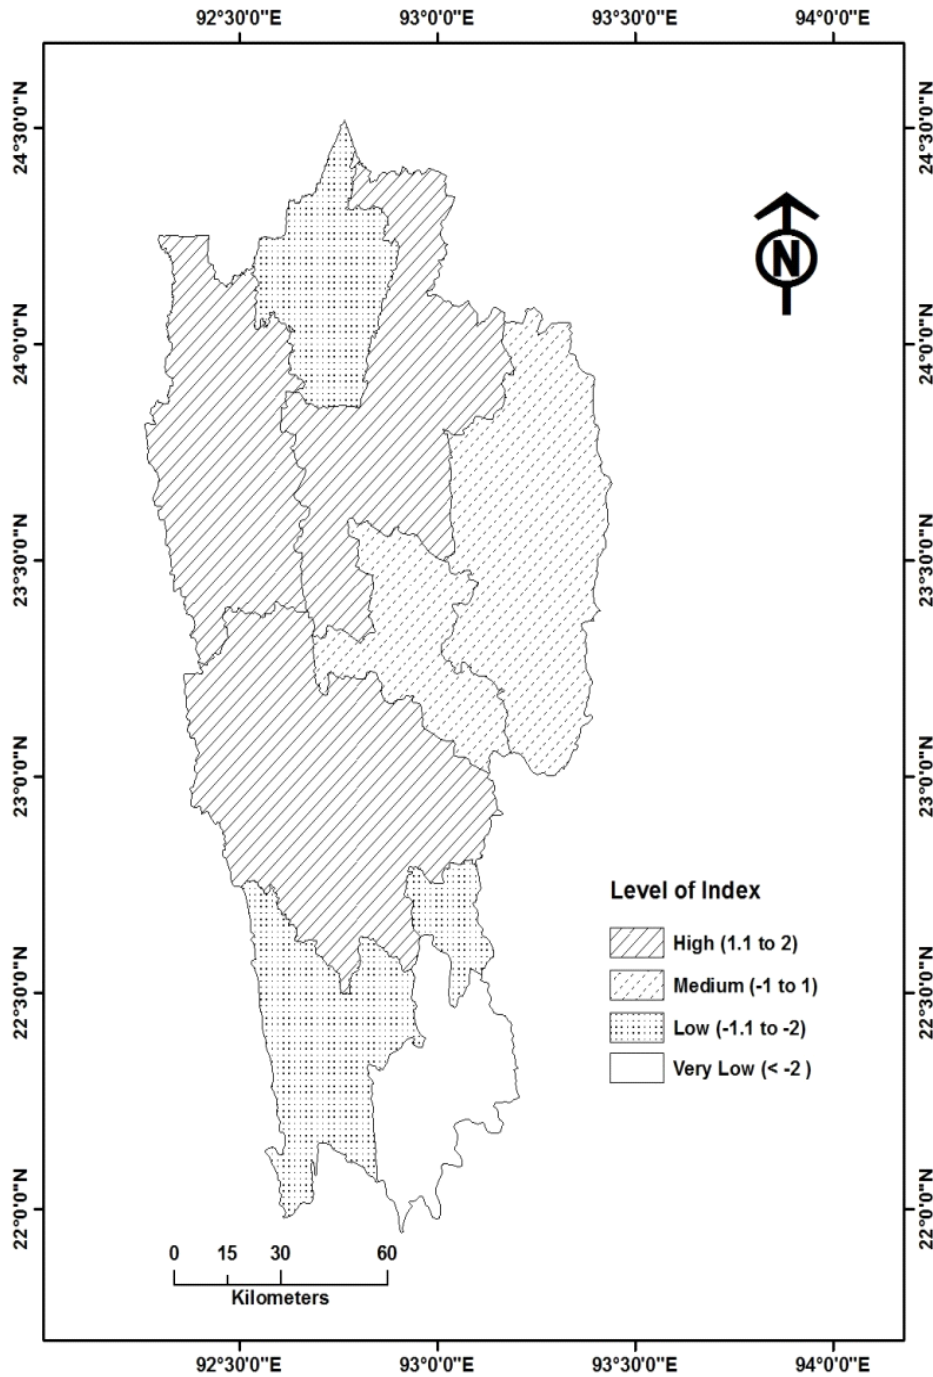 92°30'0"E 93°0'0"E 93°30'0"E 94°0'0"E
24°30'0"N 24°30'0"N
N
24°0'0"N 24°0'0"N
23°30'0"N 23°30'0"N
23°0'0"N 23°0'0"N
Level of Index
High (1.1 to 2)
Medium (-1 to 1)
22°30'0"N 22°30'0"N
Low (-1.1 to -2)
Very Low (< -2 )
22°0'0"N 22°0'0"N
0 15 30 60
Kilometers
92°30'0"E 93°0'0"E 93°30'0"E 94°0'0"E